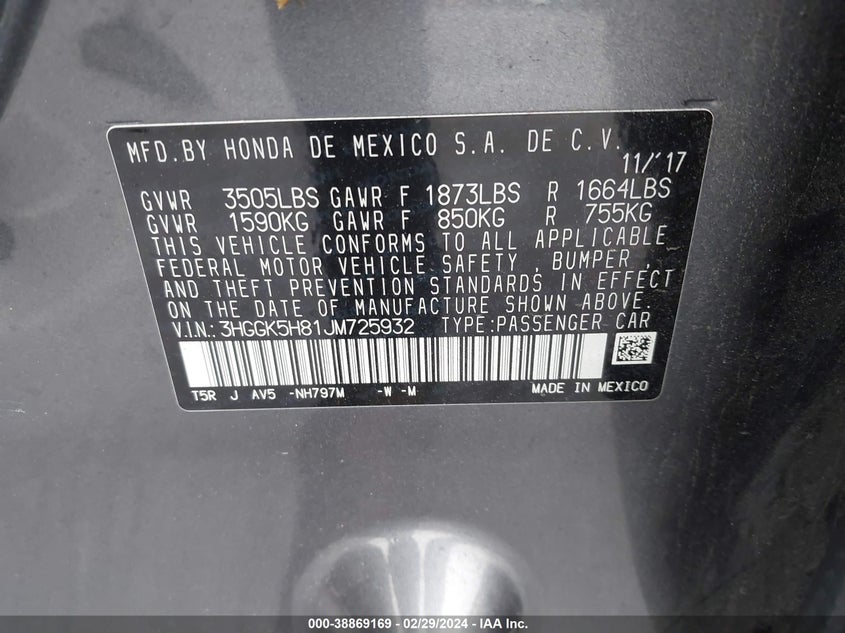 MFD.BY HONDA DE MEXICO S.A. DE C.V.
11/'17
GVWR 3505LBS GAWR F 1873LBS R 1664LBS
GVWR 1590KG GAWR F 850KG R 755KG
THIS VEHICLE CONFORMS TO ALL APPLICABLE
FEDERAL MOTOR VEHICLE SAFETY , BUMPER ,
AND THEFT PREVENTION STANDARDS IN EFFECT
ON THE DATE OF MANUFACTURE SHOWN ABOVE.
V.I.N.: 3HGGK5H81JM725932 TYPE:PASSENGER CAR
T5R J AV5 -NH797M -W -M MADE IN MEXICO
000-38869169 - 02/29/2024 - IAA Inc.